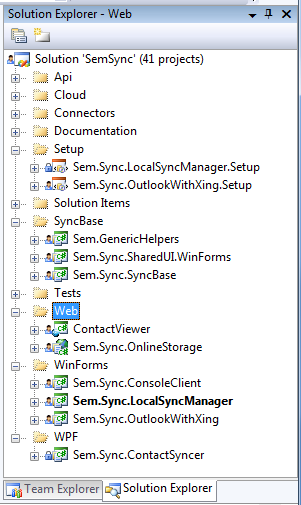 Solution Explorer - Web
Solution 'SemSync' (41 projects)
Api
Cloud
Connectors
Documentation
Setup
Sem.Sync.LocalSyncManager.Setup
Sem.Sync.OutlookWithXing.Setup
Solution Items
SyncBase
Sem.GenericHelpers
Sem.Sync.SharedUI.WinForms
Sem.Sync.SyncBase
Tests
Web
ContactViewer
Sem.Sync.OnlineStorage
WinForms
Sem.Sync.ConsoleClient
Sem.Sync.LocalSyncManager
Sem.Sync.OutlookWithXing
WPF
Sem.Sync.ContactSyncer
Team Explorer Solution Explorer